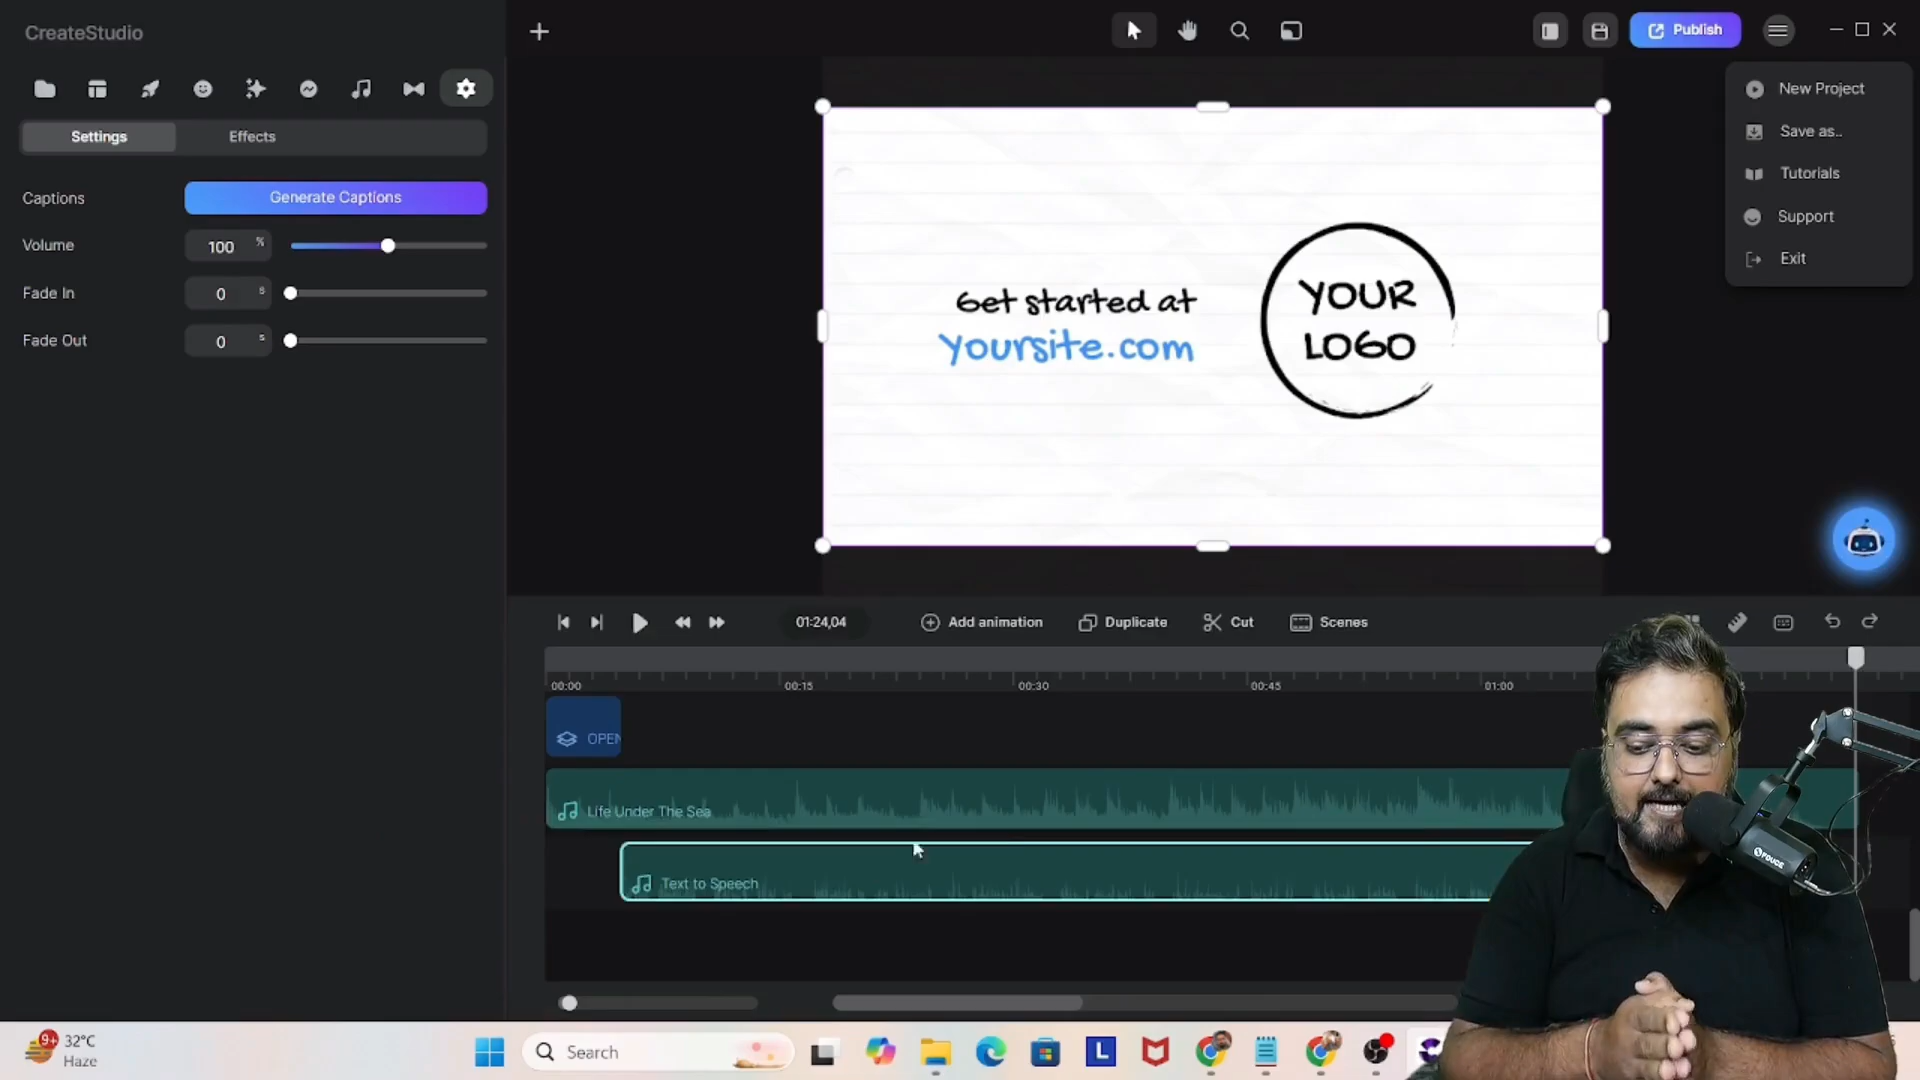 CreateStudio
Publish
New Project
Save as..
Tutorials
Support
Exit
Settings
Effects
Captions
Generate Captions
Volume
100
%
Fade In
0
s
Fade Out
0
s
Get started at
yoursite.com
YOUR
LOGO
01:24,04
Add animation
Duplicate
Cut
Scenes
00:00
00:15
00:30
00:45
01:00
OPEN
Life Under The Sea
Text to Speech
9+
32°C
Haze
Search
L
FDUCE